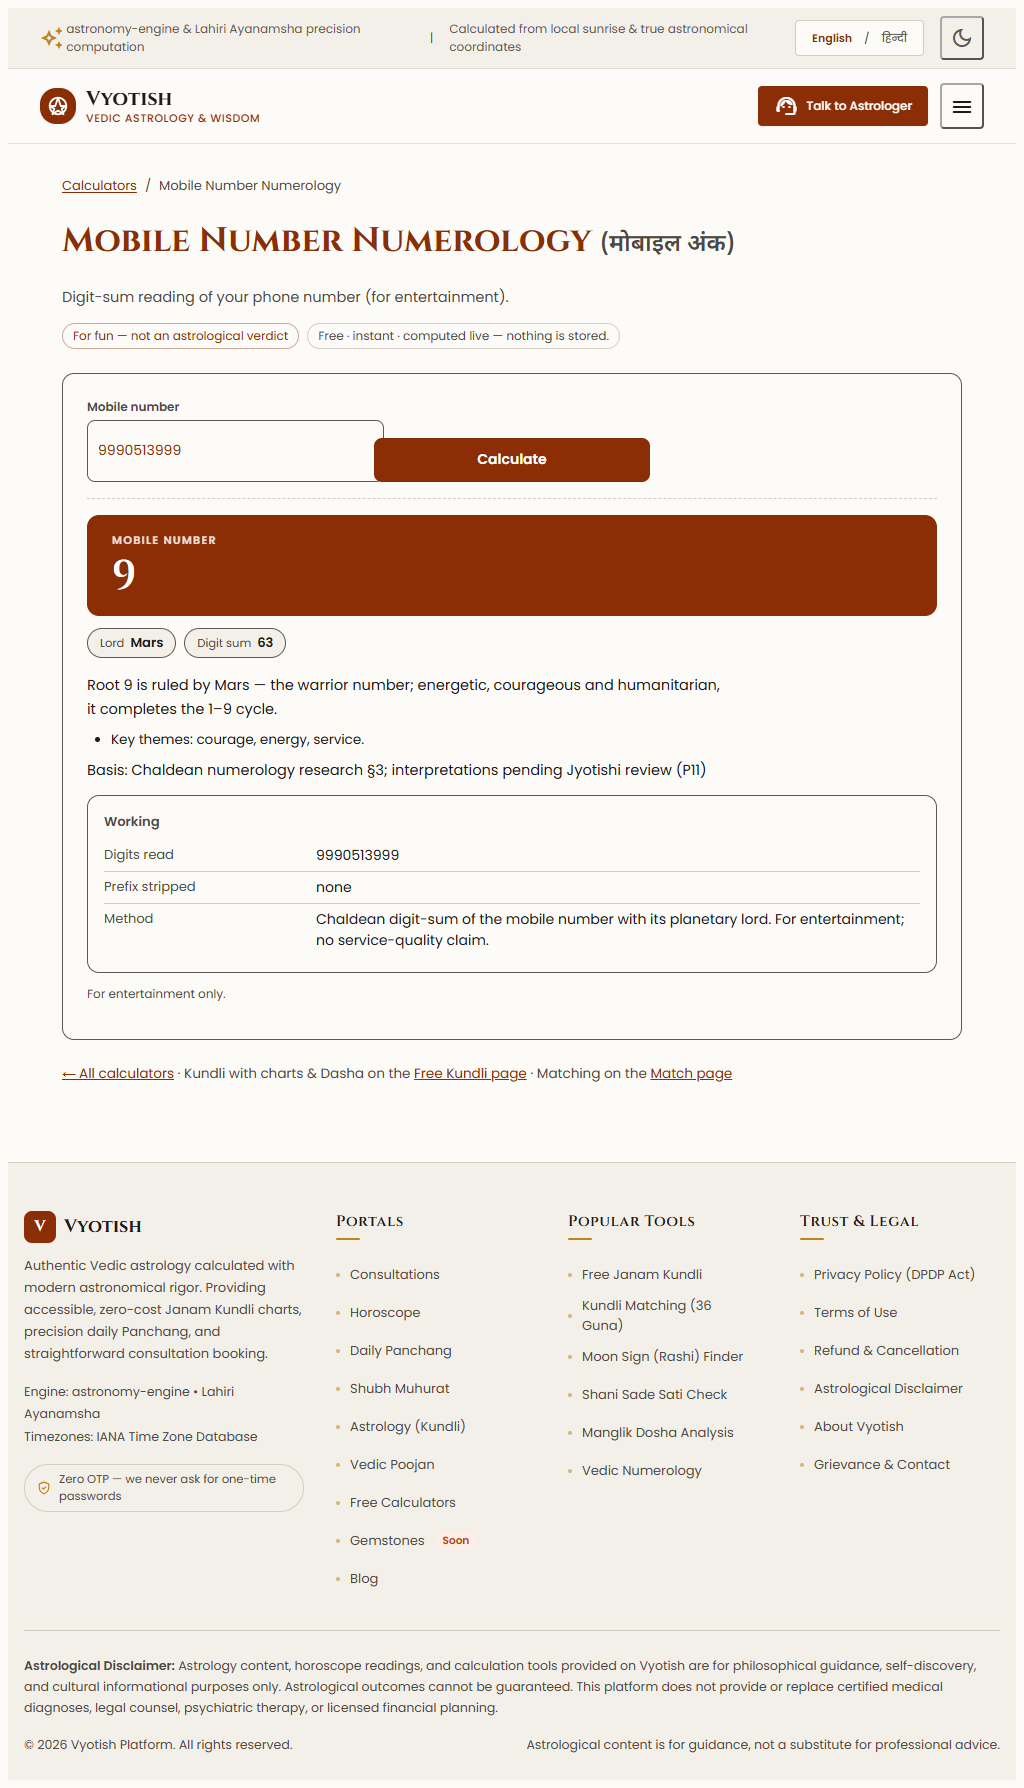 astronomy-engine & Lahiri Ayanamsha precision
computation
|
Calculated from local sunrise & true astronomical
coordinates
English / हिन्दी
Vyotish
VEDIC ASTROLOGY & WISDOM
Talk to Astrologer
Calculators / Mobile Number Numerology
Mobile Number Numerology (मोबाइल अंक)
Digit-sum reading of your phone number (for entertainment).
For fun — not an astrological verdict
Free · instant · computed live — nothing is stored.
Mobile number
9990513999
Calculate
MOBILE NUMBER
9
Lord Mars
Digit sum 63
Root 9 is ruled by Mars — the warrior number; energetic, courageous and humanitarian,
it completes the 1–9 cycle.
• Key themes: courage, energy, service.
Basis: Chaldean numerology research §3; interpretations pending Jyotishi review (P11)
Working
Digits read 9990513999
Prefix stripped none
Method Chaldean digit-sum of the mobile number with its planetary lord. For entertainment;
no service-quality claim.
For entertainment only.
← All calculators · Kundli with charts & Dasha on the Free Kundli page · Matching on the Match page
V Vyotish
Authentic Vedic astrology calculated with
modern astronomical rigor. Providing
accessible, zero-cost Janam Kundli charts,
precision daily Panchang, and
straightforward consultation booking.
Engine: astronomy-engine • Lahiri
Ayanamsha
Timezones: IANA Time Zone Database
Zero OTP — we never ask for one-time
passwords
Portals
Consultations
Horoscope
Daily Panchang
Shubh Muhurat
Astrology (Kundli)
Vedic Poojan
Free Calculators
Gemstones Soon
Blog
Popular Tools
Free Janam Kundli
Kundli Matching (36
Guna)
Moon Sign (Rashi) Finder
Shani Sade Sati Check
Manglik Dosha Analysis
Vedic Numerology
Trust & Legal
Privacy Policy (DPDP Act)
Terms of Use
Refund & Cancellation
Astrological Disclaimer
About Vyotish
Grievance & Contact
Astrological Disclaimer: Astrology content, horoscope readings, and calculation tools provided on Vyotish are for philosophical guidance, self-discovery,
and cultural informational purposes only. Astrological outcomes cannot be guaranteed. This platform does not provide or replace certified medical
diagnoses, legal counsel, psychiatric therapy, or licensed financial planning.
© 2026 Vyotish Platform. All rights reserved.
Astrological content is for guidance, not a substitute for professional advice.